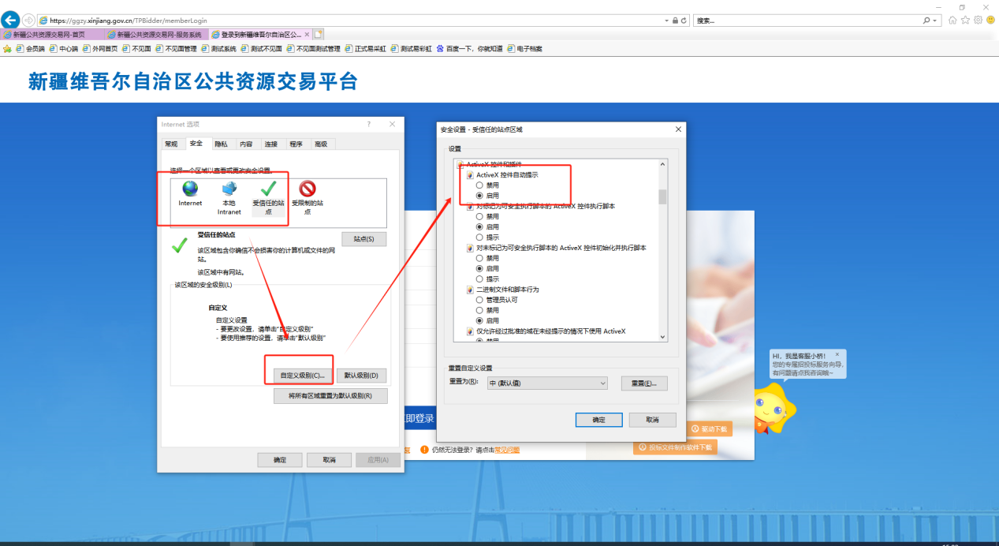 https://ggzy.xinjiang.gov.cn/TPBidder/memberLogin
搜索...
新疆公共资源交易网-首页
新疆公共资源交易网-服务系统
登录到新疆维吾尔自治区公...
会员端 中心端 外网首页 不见面 不见面管理 测试系统 测试不见面 不见面测试管理 正式易采虹 测试易彩虹 百度一下，你就知道 电子档案
新疆维吾尔自治区公共资源交易平台
Internet 选项
常规 安全 隐私 内容 连接 程序 高级
选择一个区域以查看或更改安全设置。
Internet
本地 Intranet
受信任的站点
受限制的站点
受信任的站点
站点(S)
该区域包含你确信不会损害你的计算机或文件的网
站。
该区域中有网站。
该区域的安全级别(L)
自定义
自定义设置
- 要更改设置，请单击"自定义级别"
- 要使用推荐的设置，请单击"默认级别"
自定义级别(C)...
默认级别(D)
将所有区域重置为默认级别(R)
确定
取消
应用(A)
安全设置 - 受信任的站点区域
设置
ActiveX 控件和插件
ActiveX 控件自动提示
禁用
启用
对标记为可安全执行脚本的 ActiveX 控件执行脚本
禁用
启用
提示
对未标记为可安全执行脚本的 ActiveX 控件初始化并执行脚本
禁用
启用
提示
二进制文件和脚本行为
管理员认可
禁用
启用
仅允许经过批准的域在未经提示的情况下使用 ActiveX
禁用
重置自定义设置
重置为(R):
中 (默认值)
重置(E)...
确定
取消
即登录
仍然无法登录？请点击常见问题
驱动下载
投标文件制作软件下载
HI，我是客服小桥！
您的专属招投标服务向导，
有问题请点我咨询哦~